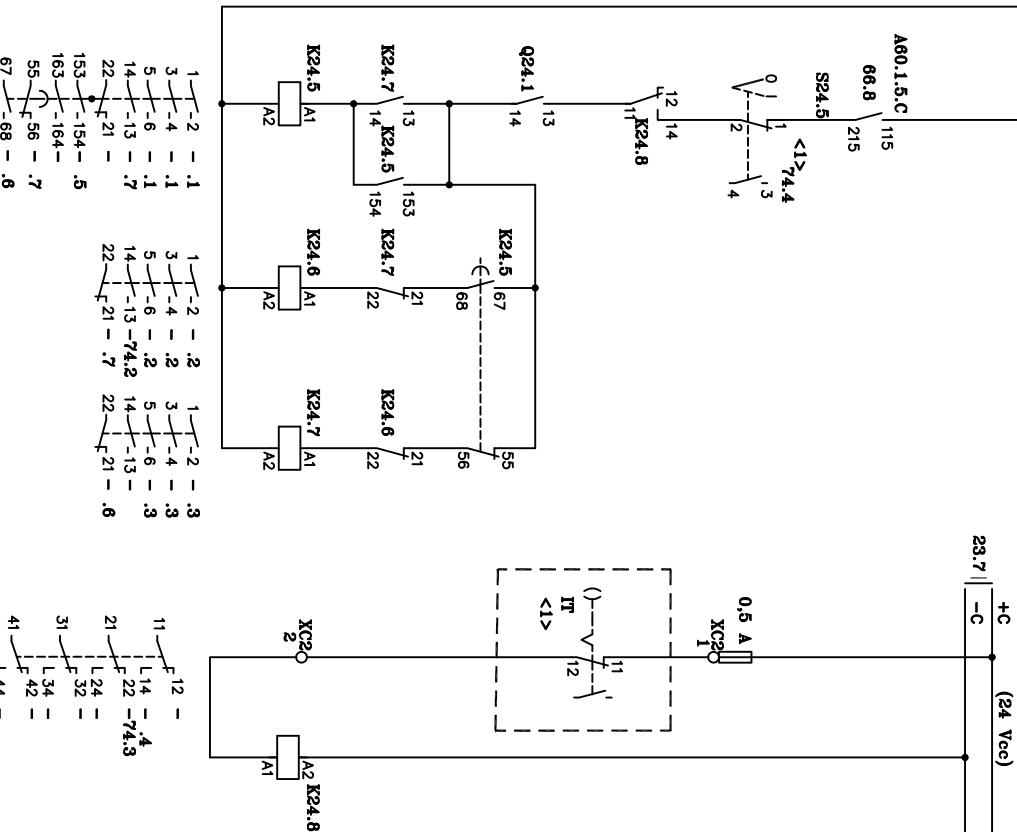 A60.1.5.C
66.8
115
215
S24.5
0
1
2
<1>
74.4
3
4
12
14
11
K24.8
Q24.1
13
14
K24.7
13
14
K24.5
153
154
K24.5
67
68
55
56
K24.7
21
22
K24.6
21
22
K24.5
A1
A2
K24.6
A1
A2
K24.7
A1
A2
1 2 - .1
3 4 - .1
5 6 - .1
14 13 - .7
22 21 -
153 154 - .5
163 164 -
55 56 - .7
67 68 - .6
1 2 - .2
3 4 - .2
5 6 - .2
14 13 -74.2
22 21 - .7
1 2 - .3
3 4 - .3
5 6 - .3
14 13 -
22 21 - .6
23.7
+C
-C
(24 Vcc)
0,5 A
XC2
1
IT
<1>
11
12
XC2
2
A2
A1
K24.8
11 12 -
14 - .4
21 22 -74.3
24 -
31 32 -
34 -
41 42 -
44 -